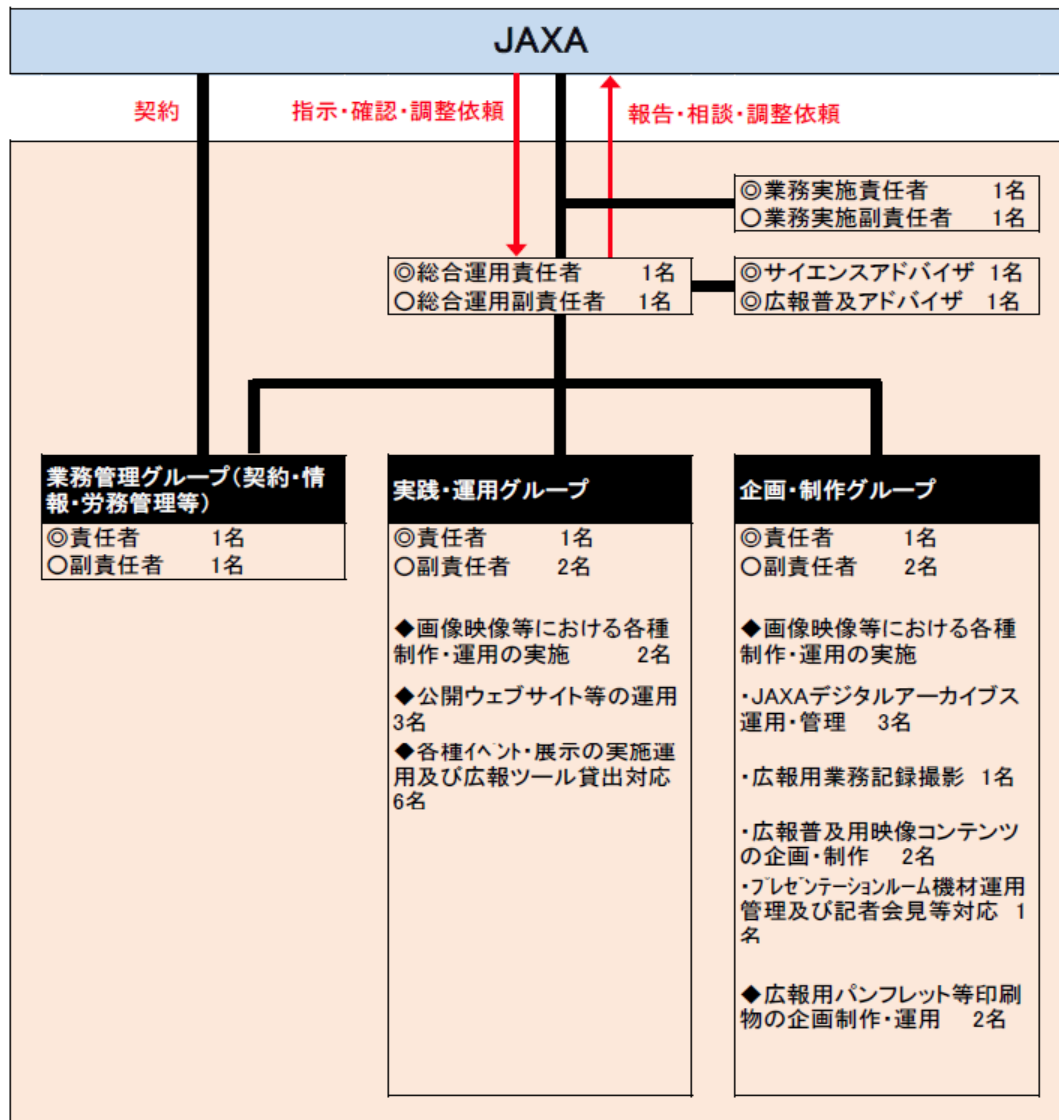 JAXA
契約
指示・確認・調整依頼
報告・相談・調整依頼
◎業務実施責任者 1名
○業務実施副責任者 1名
◎総合運用責任者 1名
○総合運用副責任者 1名
◎サイエンスアドバイザ 1名
◎広報普及アドバイザ 1名
業務管理グループ(契約・情
報・労務管理等)
◎責任者 1名
○副責任者 1名
実践・運用グループ
◎責任者 1名
○副責任者 2名
◆画像映像等における各種
制作・運用の実施 2名
◆公開ウェブサイト等の運用
3名
◆各種ｲﾍﾞﾝﾄ・展示の実施運
用及び広報ツール貸出対応
6名
企画・制作グループ
◎責任者 1名
○副責任者 2名
◆画像映像等における各種
制作・運用の実施
・JAXAデジタルアーカイブス
運用・管理 3名
・広報用業務記録撮影 1名
・広報普及用映像コンテンツ
の企画・制作 2名
・ﾌﾟﾚｾﾞﾝﾃｰｼｮﾝﾙｰﾑ機材運用
管理及び記者会見等対応 1
名
◆広報用パンフレット等印刷
物の企画制作・運用 2名